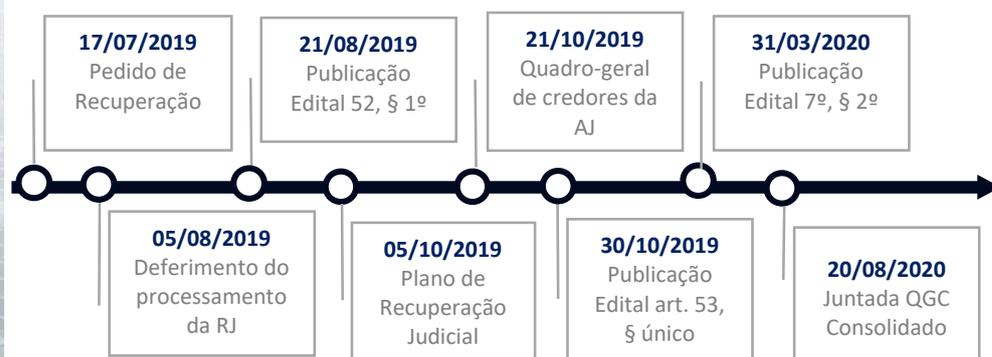 17/07/2019
Pedido de
Recuperação
21/08/2019
Publicação
Edital 52, § 1º
21/10/2019
Quadro-geral
de credores da
AJ
31/03/2020
Publicação
Edital 7º, § 2º
05/08/2019
Deferimento do
processamento
da RJ
05/10/2019
Plano de
Recuperação
Judicial
30/10/2019
Publicação
Edital art. 53,
§ único
20/08/2020
Juntada QGC
Consolidado